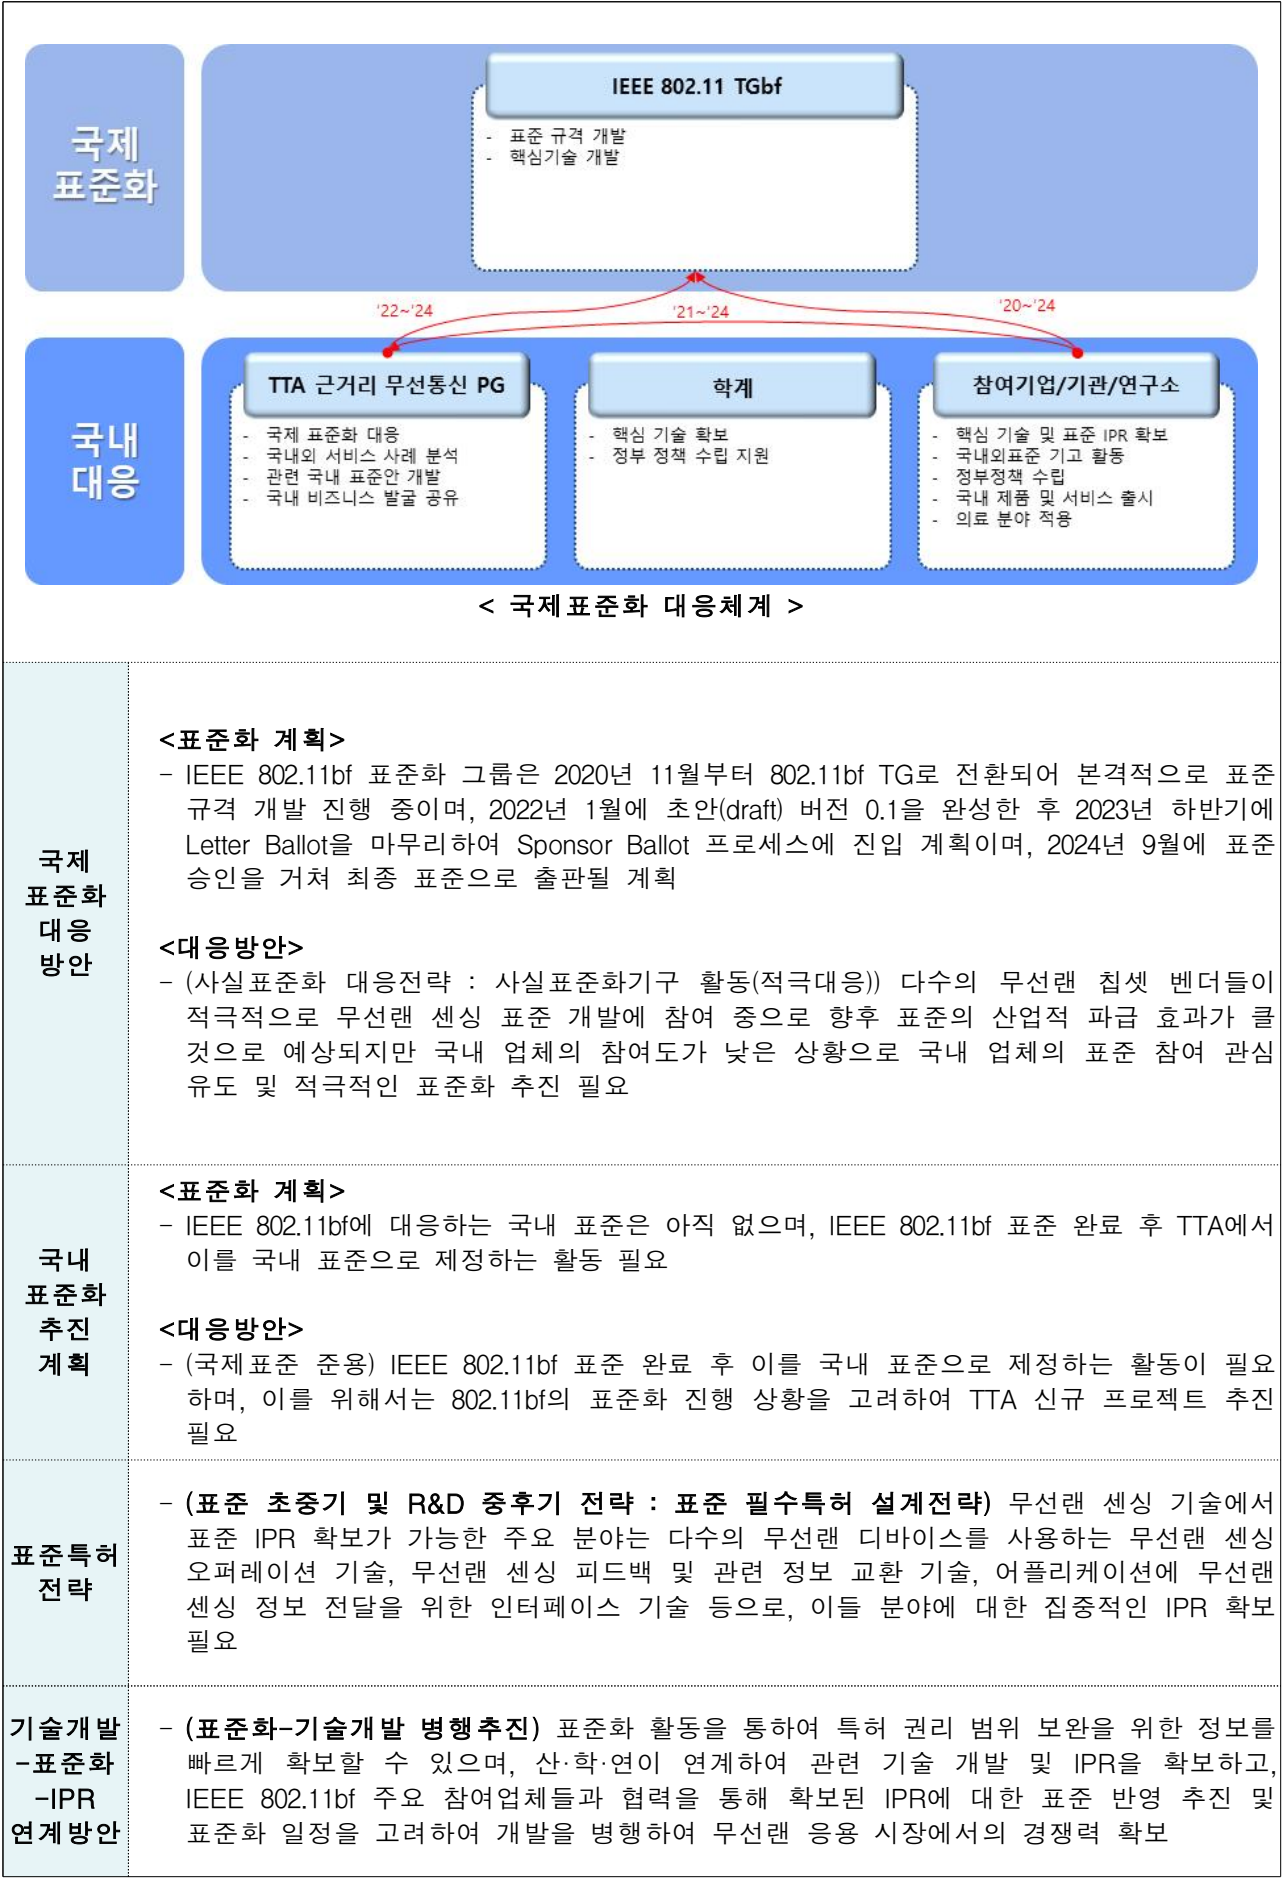 국제
표준화
IEEE 802.11 TGbf
- 표준 규격 개발
- 핵심기술 개발
'22~'24
'21~'24
'20~'24
국내
대응
TTA 근거리 무선통신 PG
- 국제 표준화 대응
- 국내외 서비스 사례 분석
- 관련 국내 표준안 개발
- 국내 비즈니스 발굴 공유
학계
- 핵심 기술 확보
- 정부 정책 수립 지원
참여기업/기관/연구소
- 핵심 기술 및 표준 IPR 확보
- 국내외표준 기고 활동
- 정부정책 수립
- 국내 제품 및 서비스 출시
- 의료 분야 적용
< 국제표준화 대응체계 >
국제
표준화
대응
방안
<표준화 계획>
- IEEE 802.11bf 표준화 그룹은 2020년 11월부터 802.11bf TG로 전환되어 본격적으로 표준
규격 개발 진행 중이며, 2022년 1월에 초안(draft) 버전 0.1을 완성한 후 2023년 하반기에
Letter Ballot을 마무리하여 Sponsor Ballot 프로세스에 진입 계획이며, 2024년 9월에 표준
승인을 거쳐 최종 표준으로 출판될 계획
<대응방안>
- (사실표준화 대응전략 : 사실표준화기구 활동(적극대응)) 다수의 무선랜 칩셋 벤더들이
적극적으로 무선랜 센싱 표준 개발에 참여 중으로 향후 표준의 산업적 파급 효과가 클
것으로 예상되지만 국내 업체의 참여도가 낮은 상황으로 국내 업체의 표준 참여 관심
유도 및 적극적인 표준화 추진 필요
국내
표준화
추진
계획
<표준화 계획>
- IEEE 802.11bf에 대응하는 국내 표준은 아직 없으며, IEEE 802.11bf 표준 완료 후 TTA에서
이를 국내 표준으로 제정하는 활동 필요
<대응방안>
- (국제표준 준용) IEEE 802.11bf 표준 완료 후 이를 국내 표준으로 제정하는 활동이 필요
하며, 이를 위해서는 802.11bf의 표준화 진행 상황을 고려하여 TTA 신규 프로젝트 추진
필요
표준특허
전략
- (표준 초중기 및 R&D 중후기 전략 : 표준 필수특허 설계전략) 무선랜 센싱 기술에서
표준 IPR 확보가 가능한 주요 분야는 다수의 무선랜 디바이스를 사용하는 무선랜 센싱
오퍼레이션 기술, 무선랜 센싱 피드백 및 관련 정보 교환 기술, 어플리케이션에 무선랜
센싱 정보 전달을 위한 인터페이스 기술 등으로, 이들 분야에 대한 집중적인 IPR 확보
필요
기술개발
-표준화
-IPR
연계방안
- (표준화-기술개발 병행추진) 표준화 활동을 통하여 특허 권리 범위 보완을 위한 정보를
빠르게 확보할 수 있으며, 산·학·연이 연계하여 관련 기술 개발 및 IPR을 확보하고,
IEEE 802.11bf 주요 참여업체들과 협력을 통해 확보된 IPR에 대한 표준 반영 추진 및
표준화 일정을 고려하여 개발을 병행하여 무선랜 응용 시장에서의 경쟁력 확보